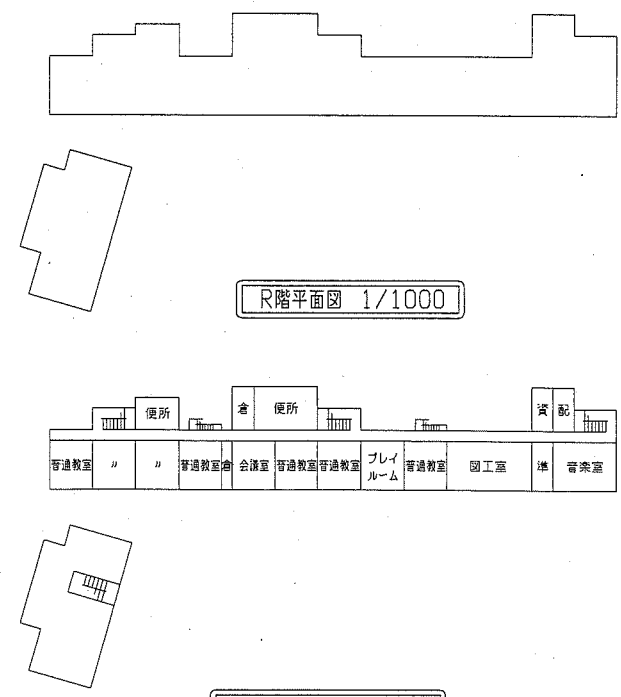 R階平面図 1/1000
便所
倉
便所
資
配
普通教室
〃
〃
普通教室
倉
会議室
普通教室
普通教室
プレイ
ルーム
普通教室
図工室
準
音楽室